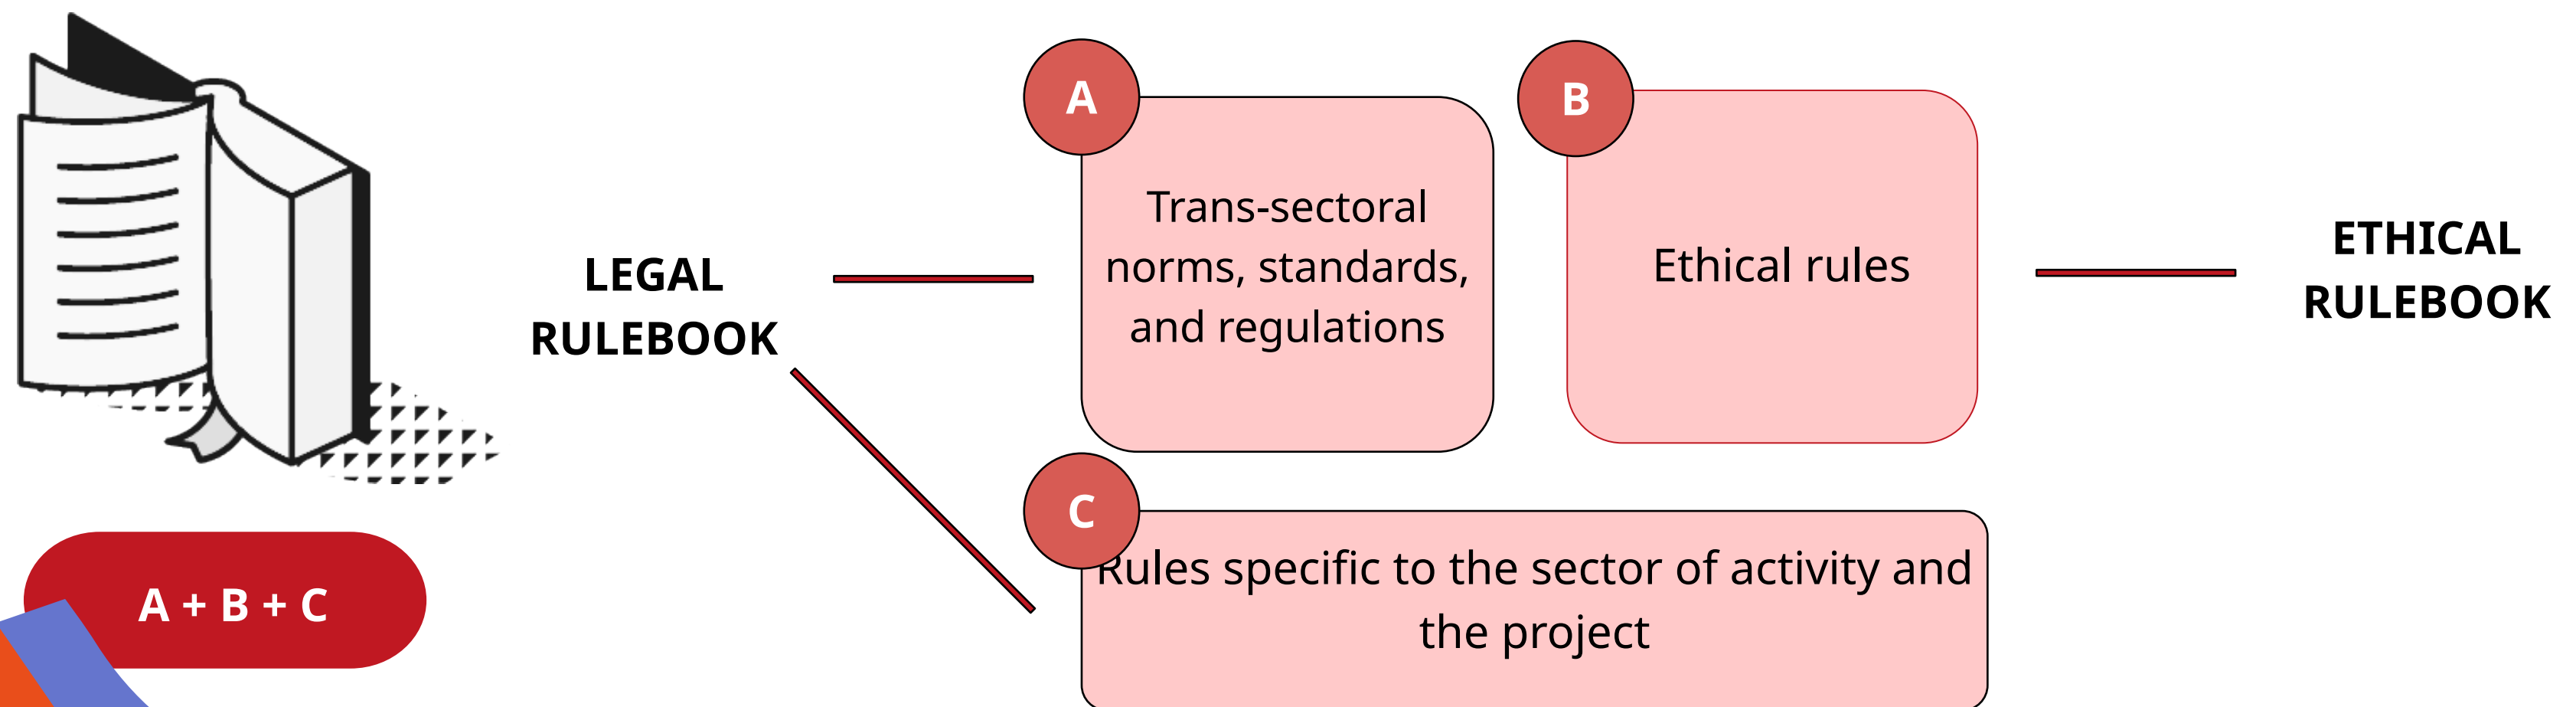 LEGAL
RULEBOOK
A
Trans-sectoral
norms, standards,
and regulations
B
Ethical rules
ETHICAL
RULEBOOK
C
Rules specific to the sector of activity and
the project
A + B + C